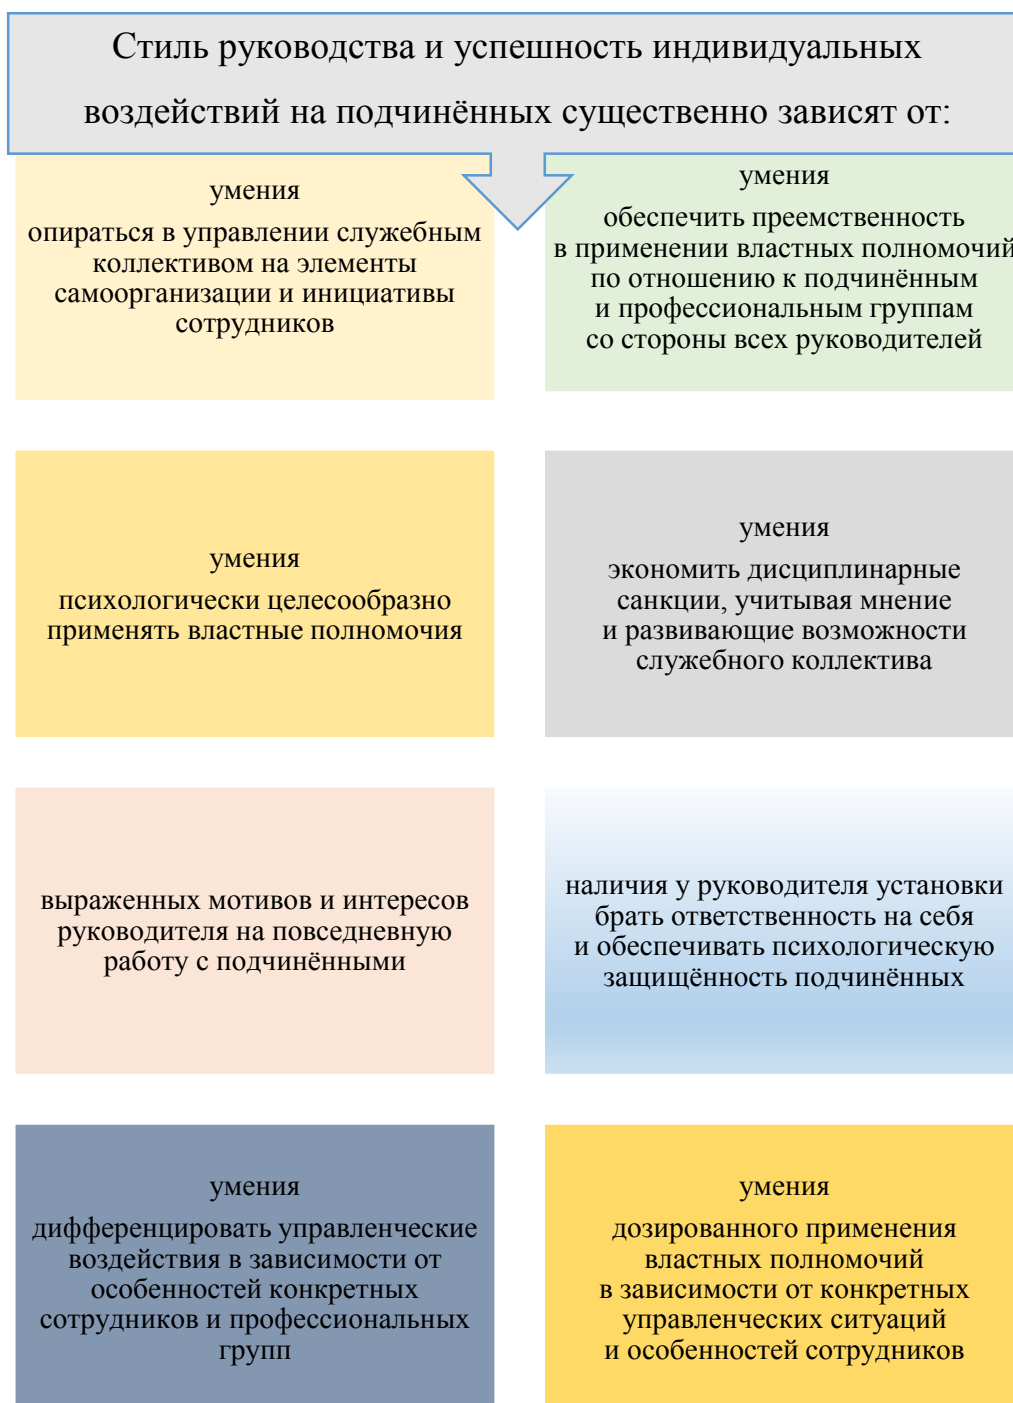 Стиль руководства и успешность индивидуальных
воздействий на подчинённых существенно зависят от:
умения
опираться в управлении служебным
коллективом на элементы
самоорганизации и инициативы
сотрудников
умения
обеспечить преемственность
в применении властных полномочий
по отношению к подчинённым
и профессиональным группам
со стороны всех руководителей
умения
психологически целесообразно
применять властные полномочия
умения
экономить дисциплинарные
санкции, учитывая мнение
и развивающие возможности
служебного коллектива
выраженных мотивов и интересов
руководителя на повседневную
работу с подчинёнными
наличия у руководителя установки
брать ответственность на себя
и обеспечивать психологическую
защищённость подчинённых
умения
дифференцировать управленческие
воздействия в зависимости от
особенностей конкретных
сотрудников и профессиональных
групп
умения
дозированного применения
властных полномочий
в зависимости от конкретных
управленческих ситуаций
и особенностей сотрудников